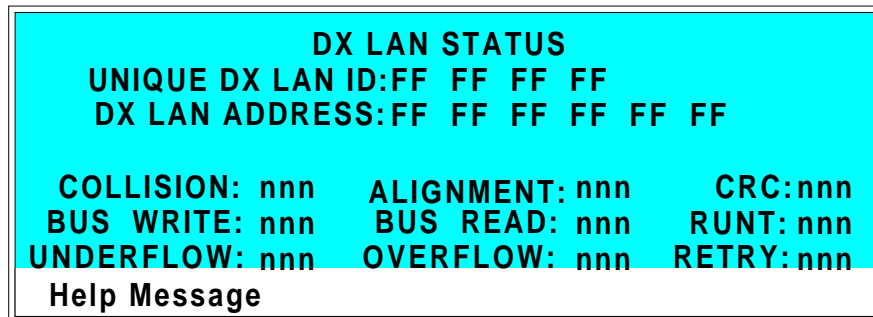 DX LAN STATUS
UNIQUE DX LAN ID:FF FF FF FF
DX LAN ADDRESS:FF FF FF FF FF FF
COLLISION: nnn ALIGNMENT: nnn CRC:nnn
BUS WRITE: nnn BUS READ: nnn RUNT: nnn
UNDERFLOW: nnn OVERFLOW: nnn RETRY:nnn
Help Message